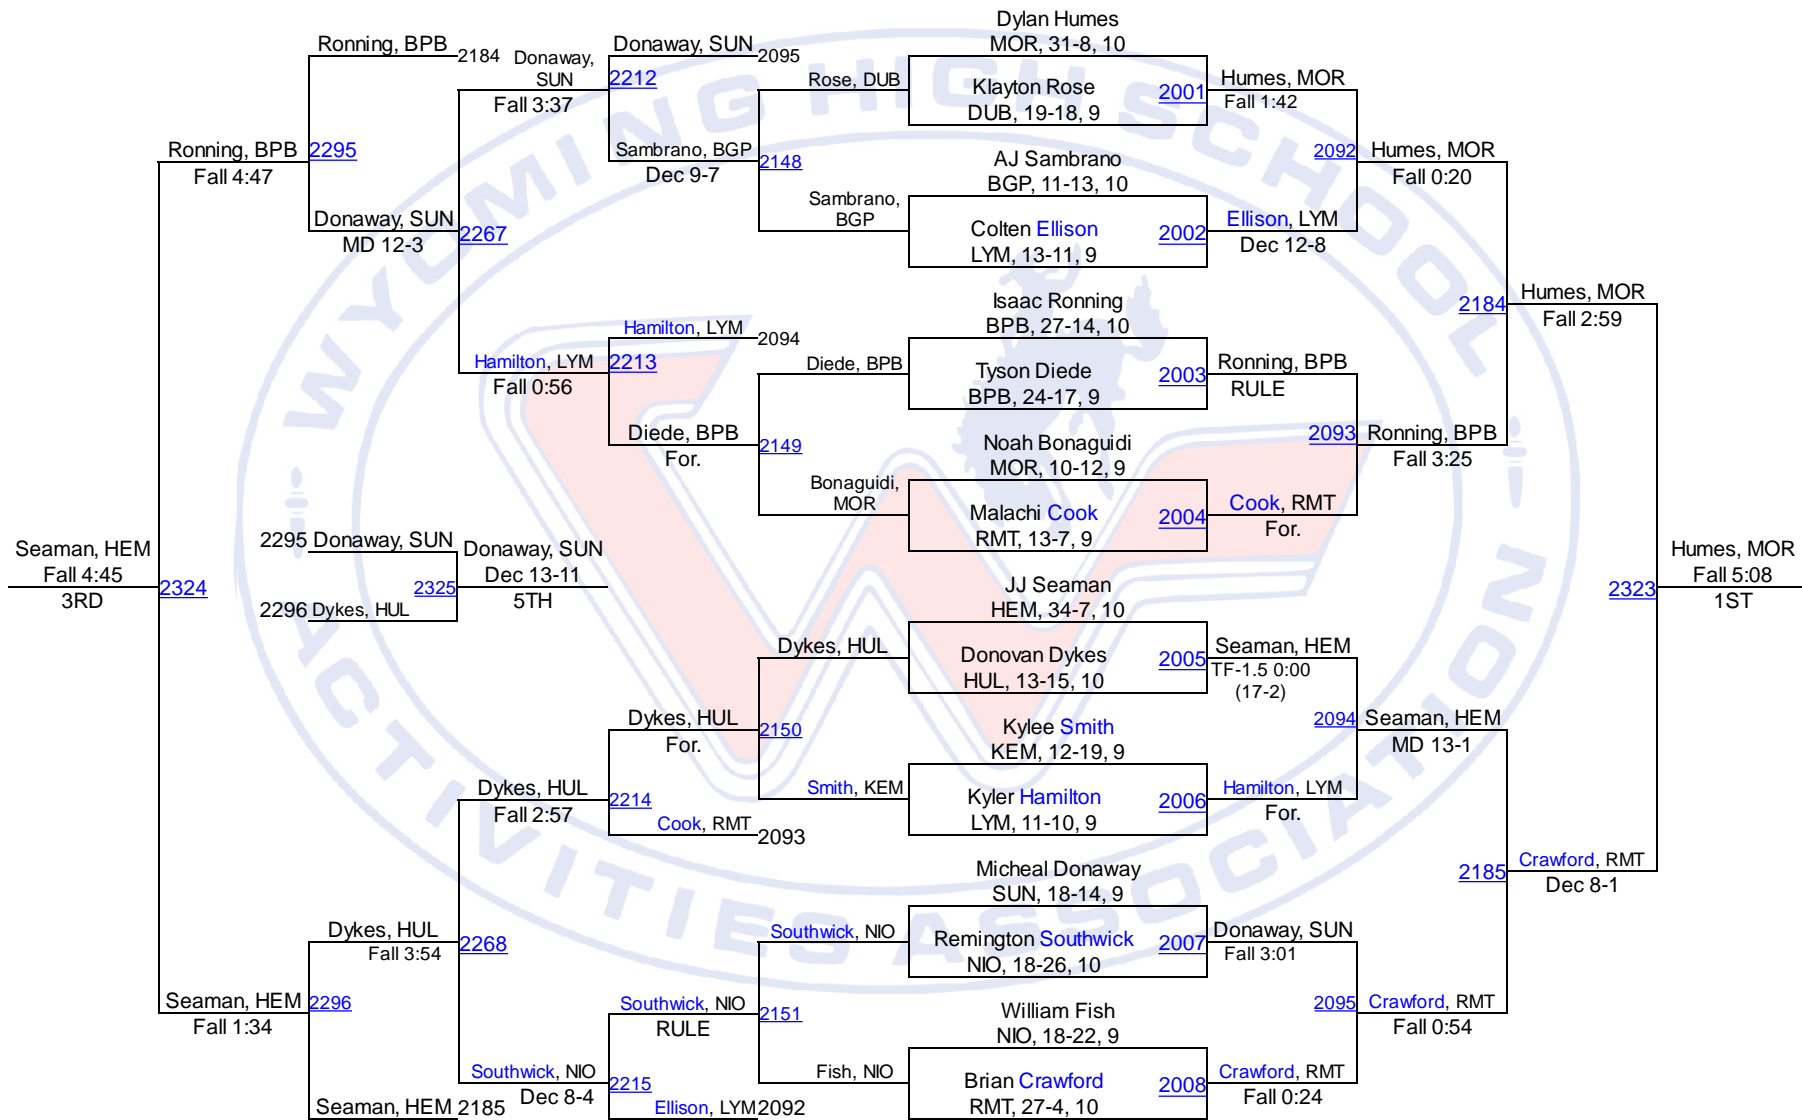 Dylan Humes
MOR, 31-8, 10
Klayton Rose
DUB, 19-18, 9
2001
Humes, MOR
Fall 1:42
AJ Sambrano
BGP, 11-13, 10
Colten Ellison
LYM, 13-11, 9
2002
Ellison, LYM
Dec 12-8
2092
Humes, MOR
Fall 0:20
Isaac Ronning
BPB, 27-14, 10
Tyson Diede
BPB, 24-17, 9
2003
Ronning, BPB
RULE
Noah Bonaguidi
MOR, 10-12, 9
Malachi Cook
RMT, 13-7, 9
2004
Cook, RMT
For.
2093
Ronning, BPB
Fall 3:25
2184
Humes, MOR
Fall 2:59
JJ Seaman
HEM, 34-7, 10
Donovan Dykes
HUL, 13-15, 10
2005
Seaman, HEM
TF-1.5 0:00
(17-2)
Kylee Smith
KEM, 12-19, 9
Kyler Hamilton
LYM, 11-10, 9
2006
Hamilton, LYM
For.
2094
Seaman, HEM
MD 13-1
Micheal Donaway
SUN, 18-14, 9
Remington Southwick
NIO, 18-26, 10
2007
Donaway, SUN
Fall 3:01
William Fish
NIO, 18-22, 9
Brian Crawford
RMT, 27-4, 10
2008
Crawford, RMT
Fall 0:24
2095
Crawford, RMT
Fall 0:54
2185
Crawford, RMT
Dec 8-1
2323
Humes, MOR
Fall 5:08
1ST
Rose, DUB
Sambrano,
BGP
2148
Sambrano, BGP
Dec 9-7
Donaway, SUN
2095
2212
Donaway,
SUN
Fall 3:37
Diede, BPB
Bonaguidi,
MOR
2149
Diede, BPB
For.
Hamilton, LYM
2094
2213
Hamilton, LYM
Fall 0:56
2267
Donaway, SUN
MD 12-3
Ronning, BPB
2184
2295
Ronning, BPB
Fall 4:47
Dykes, HUL
Smith, KEM
2150
Dykes, HUL
For.
Cook, RMT
2093
2214
Dykes, HUL
Fall 2:57
Southwick, NIO
Fish, NIO
2151
Southwick, NIO
RULE
Ellison, LYM
2092
2215
Southwick, NIO
Dec 8-4
2268
Dykes, HUL
Fall 3:54
Seaman, HEM
2185
2296
Seaman, HEM
Fall 1:34
2324
Seaman, HEM
Fall 4:45
3RD
2295
Donaway, SUN
2296
Dykes, HUL
2325
Donaway, SUN
Dec 13-11
5TH
WYOMING HIGH SCHOOL
ACTIVITIES ASSOCIATION